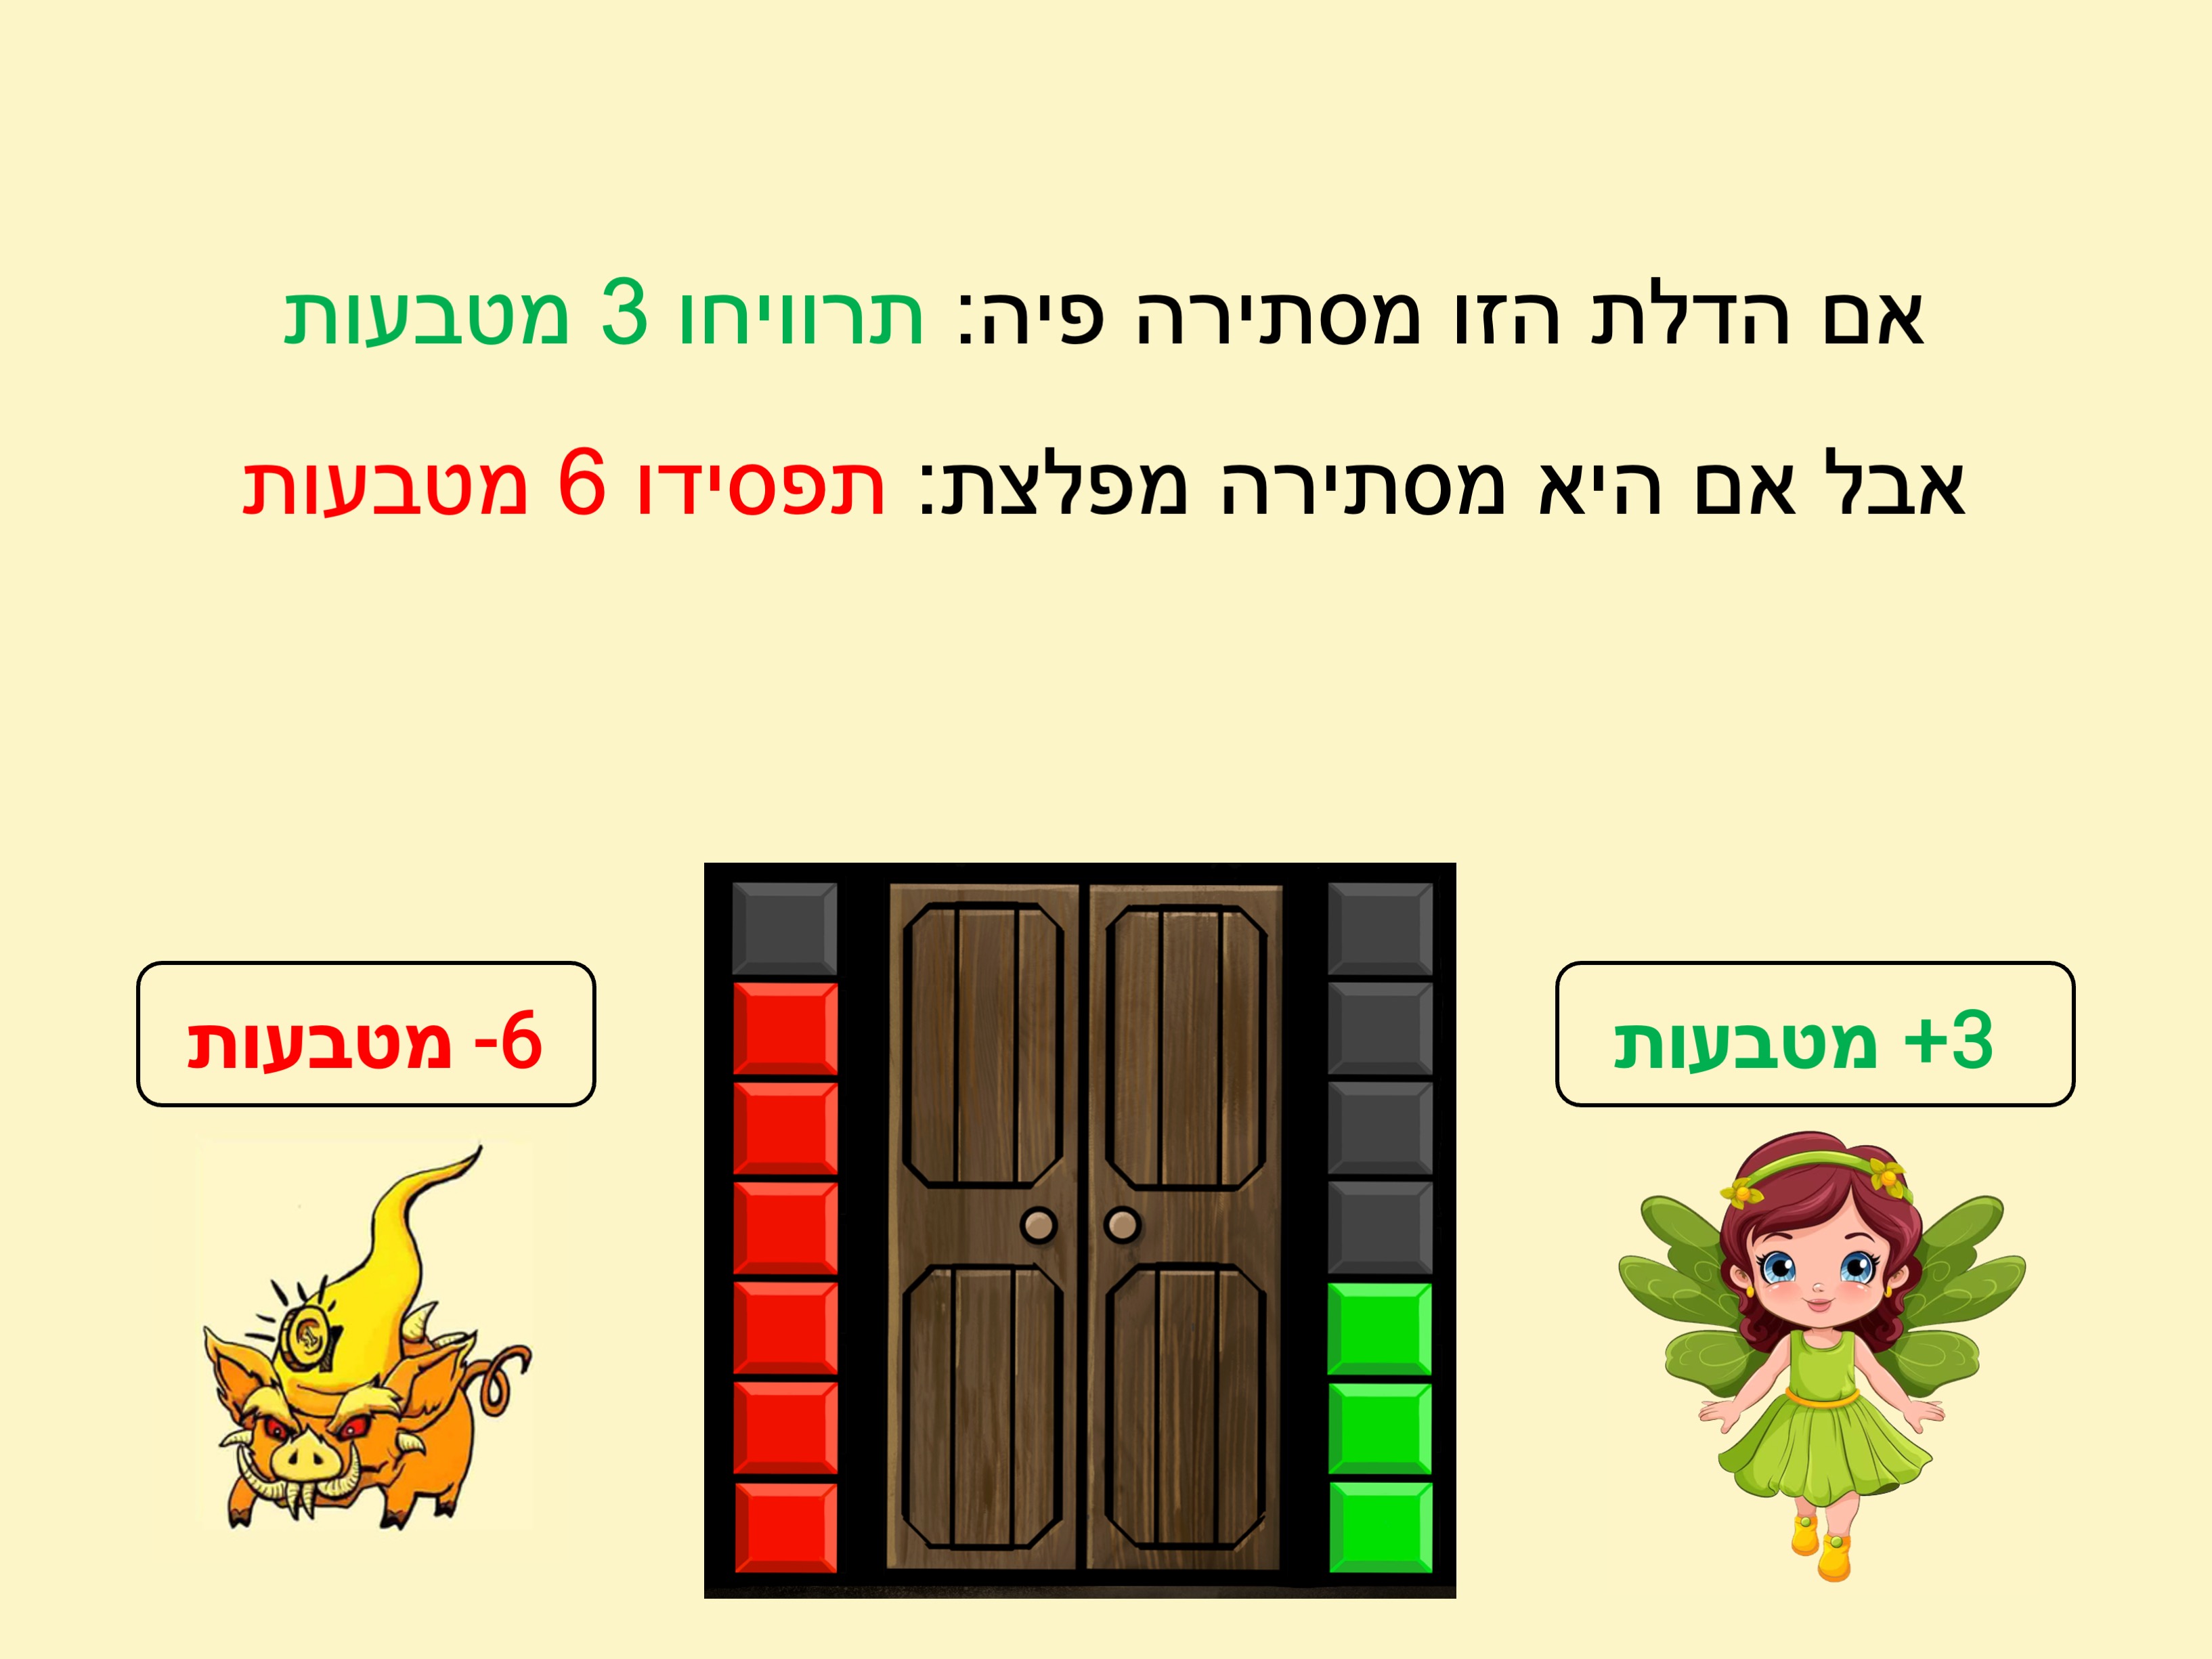 אם הדלת הזו מסתירה פיה: תרוויחו 3 מטבעות
אבל אם היא מסתירה מפלצת: תפסידו 6 מטבעות
3+ מטבעות
6- מטבעות